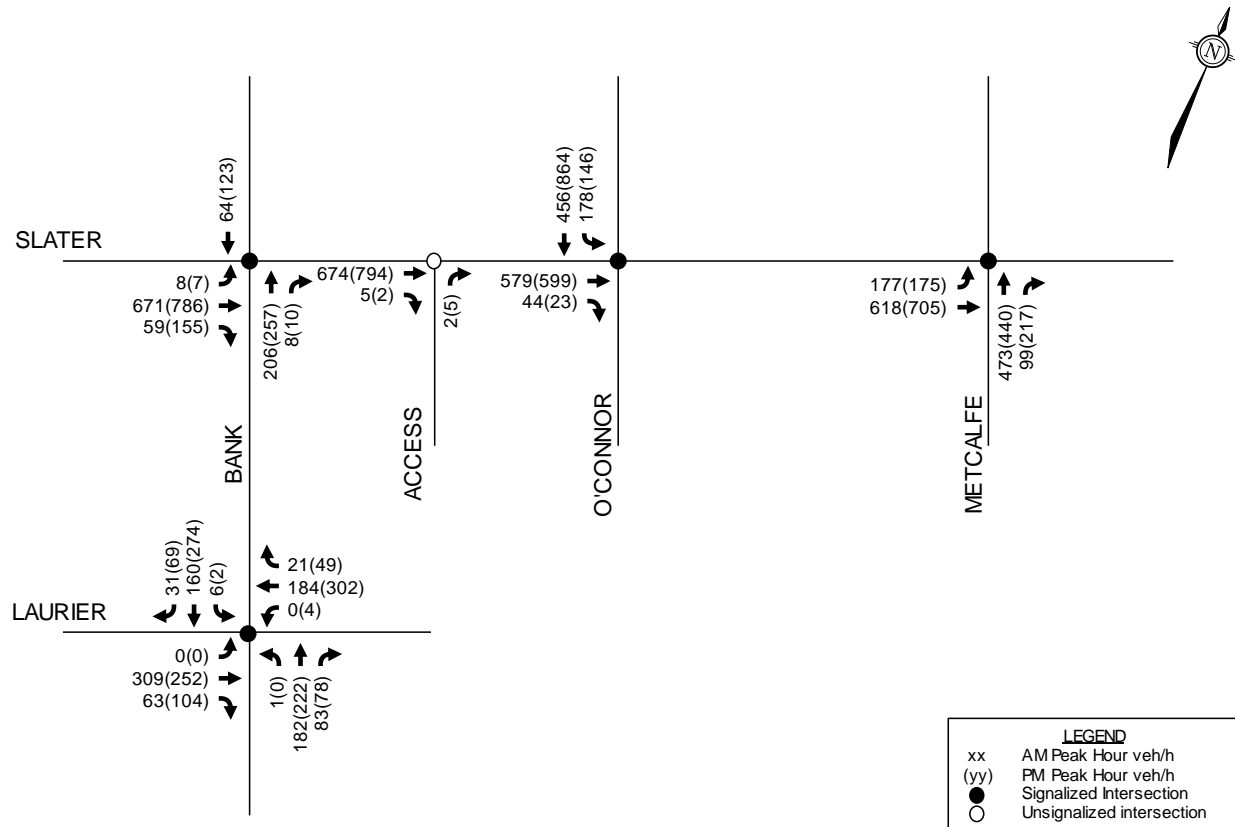 N
64(123)
456(864)
178(146)
SLATER
8(7)
671(786)
59(155)
206(257)
8(10)
674(794)
5(2)
2(5)
579(599)
44(23)
177(175)
618(705)
473(440)
99(217)
BANK
ACCESS
O'CONNOR
METCALFE
31(69)
160(274)
6(2)
21(49)
184(302)
0(4)
LAURIER
0(0)
309(252)
63(104)
1(0)
182(222)
83(78)
LEGEND
xx AM Peak Hour veh/h
(yy) PM Peak Hour veh/h
Signalized Intersection
Unsignalized intersection